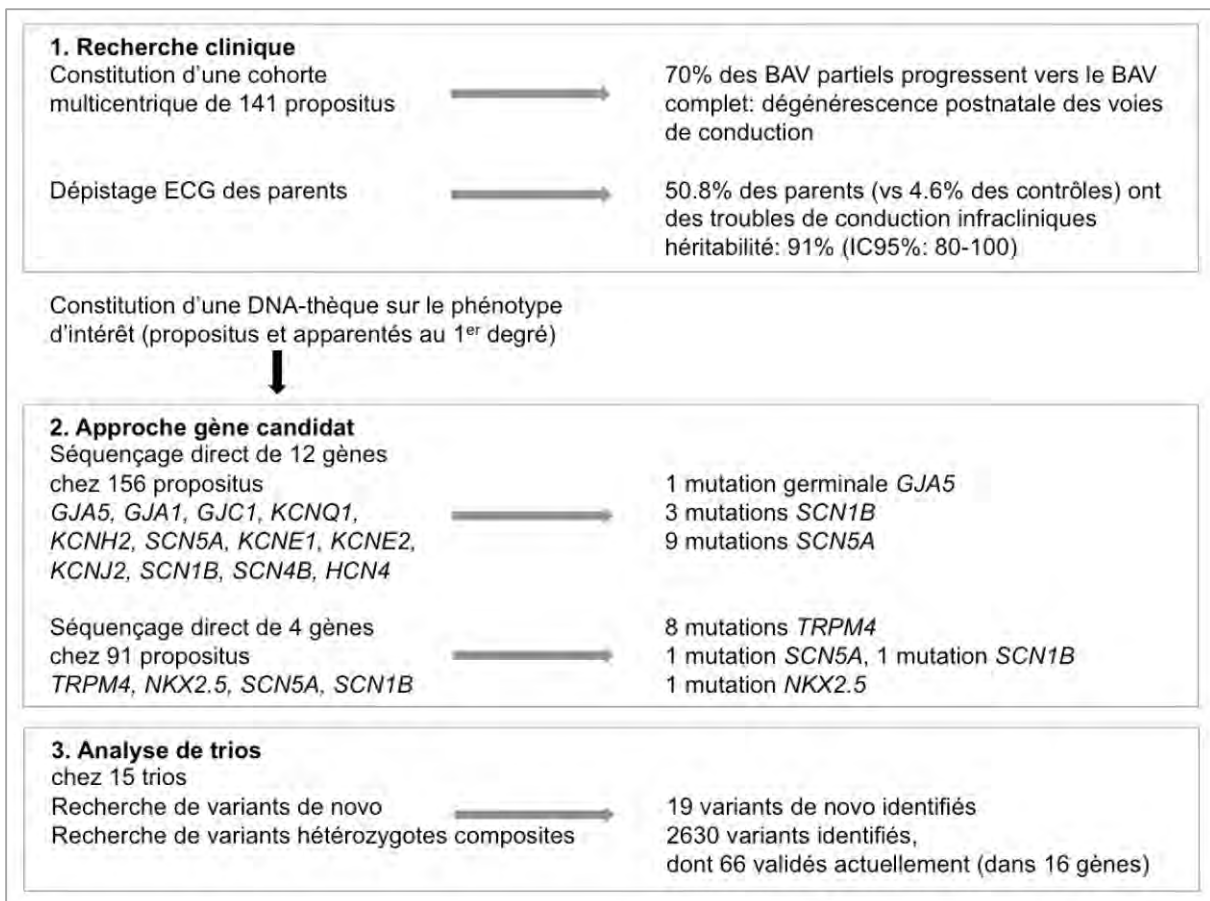 1. Recherche clinique
Constitution d'une cohorte
multicentrique de 141 propositus
70% des BAV partiels progressent vers le BAV
complet: dégénérescence postnatale des voies
de conduction
Dépistage ECG des parents
50.8% des parents (vs 4.6% des contrôles) ont
des troubles de conduction infracliniques
héritabilité: 91% (IC95%: 80-100)
Constitution d'une DNA-thèque sur le phénotype
d'intérêt (propositus et apparentés au 1er degré)
2. Approche gène candidat
Séquençage direct de 12 gènes
chez 156 propositus
GJA5, GJA1, GJC1, KCNQ1,
KCNH2, SCN5A, KCNE1, KCNE2,
KCNJ2, SCN1B, SCN4B, HCN4
1 mutation germinale GJA5
3 mutations SCN1B
9 mutations SCN5A
Séquençage direct de 4 gènes
chez 91 propositus
TRPM4, NKX2.5, SCN5A, SCN1B
8 mutations TRPM4
1 mutation SCN5A, 1 mutation SCN1B
1 mutation NKX2.5
3. Analyse de trios
chez 15 trios
Recherche de variants de novo
Recherche de variants hétérozygotes composites
19 variants de novo identifiés
2630 variants identifiés,
dont 66 validés actuellement (dans 16 gènes)